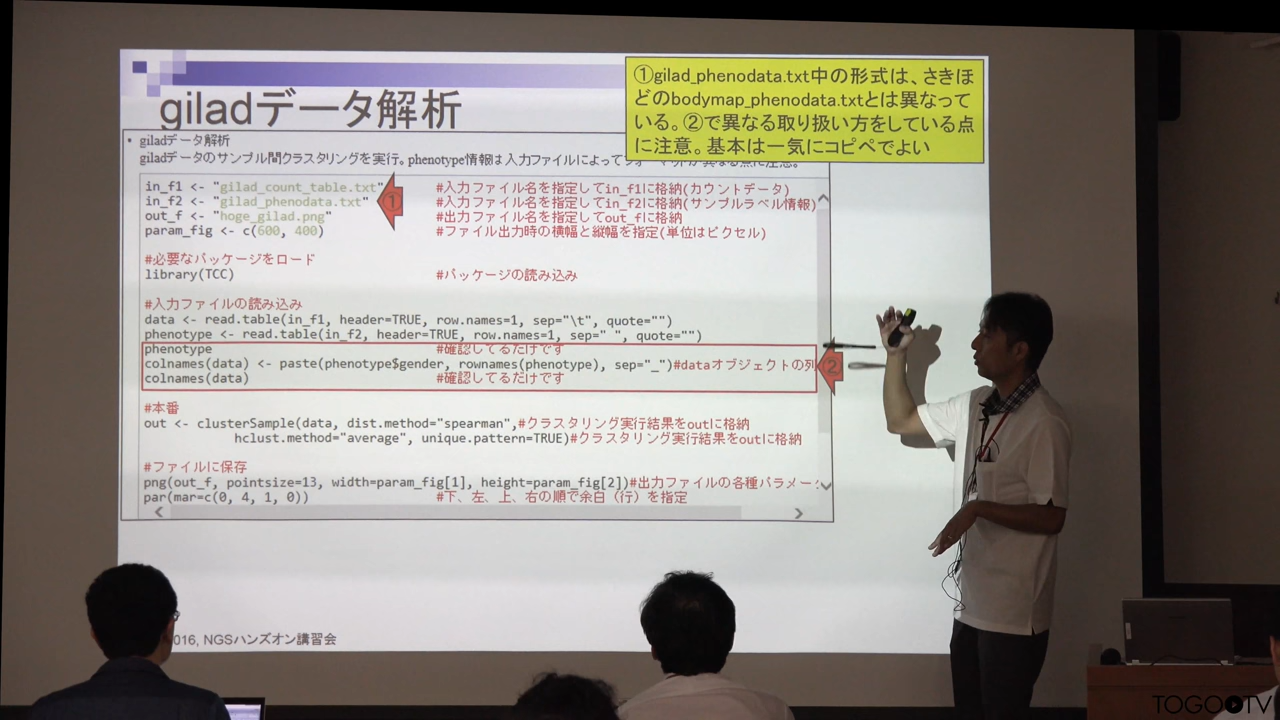 ①gilad_phenodata.txt中の形式は、さきほ
どのbodymap_phenodata.txtとは異なって
いる。②で異なる取り扱い方をしている点
に注意。基本は一気にコピペでよい
giladデータ解析
• giladデータ解析
giladデータのサンプル間クラスタリングを実行。phenotype情報は入力ファイルによって
in_f1 <- "gilad_count_table.txt" #入力ファイル名を指定してin_f1に格納(カウントデータ)
in_f2 <- "gilad_phenodata.txt" ① #入力ファイル名を指定してin_f2に格納(サンプルラベル情報)
out_f <- "hoge_gilad.png" #出力ファイル名を指定してout_fに格納
param_fig <- c(600, 400) #ファイル出力時の横幅と縦幅を指定(単位はピクセル)
#必要なパッケージをロード
library(TCC) #パッケージの読み込み
#入力ファイルの読み込み
data <- read.table(in_f1, header=TRUE, row.names=1, sep="\t", quote="")
phenotype <- read.table(in_f2, header=TRUE, row.names=1, sep=" ", quote="")
phenotype #確認してるだけです
colnames(data) <- paste(phenotype$gender, rownames(phenotype), sep="_")#dataオブジェクトの列 ②
colnames(data) #確認してるだけです
#本番
out <- clusterSample(data, dist.method="spearman",#クラスタリング実行結果をoutに格納
hclust.method="average", unique.pattern=TRUE)#クラスタリング実行結果をoutに格納
#ファイルに保存
png(out_f, pointsize=13, width=param_fig[1], height=param_fig[2])#出力ファイルの各種パラメー
par(mar=c(0, 4, 1, 0)) #下、左、上、右の順で余白（行）を指定
2016, NGSハンズオン講習会
TOGOTV